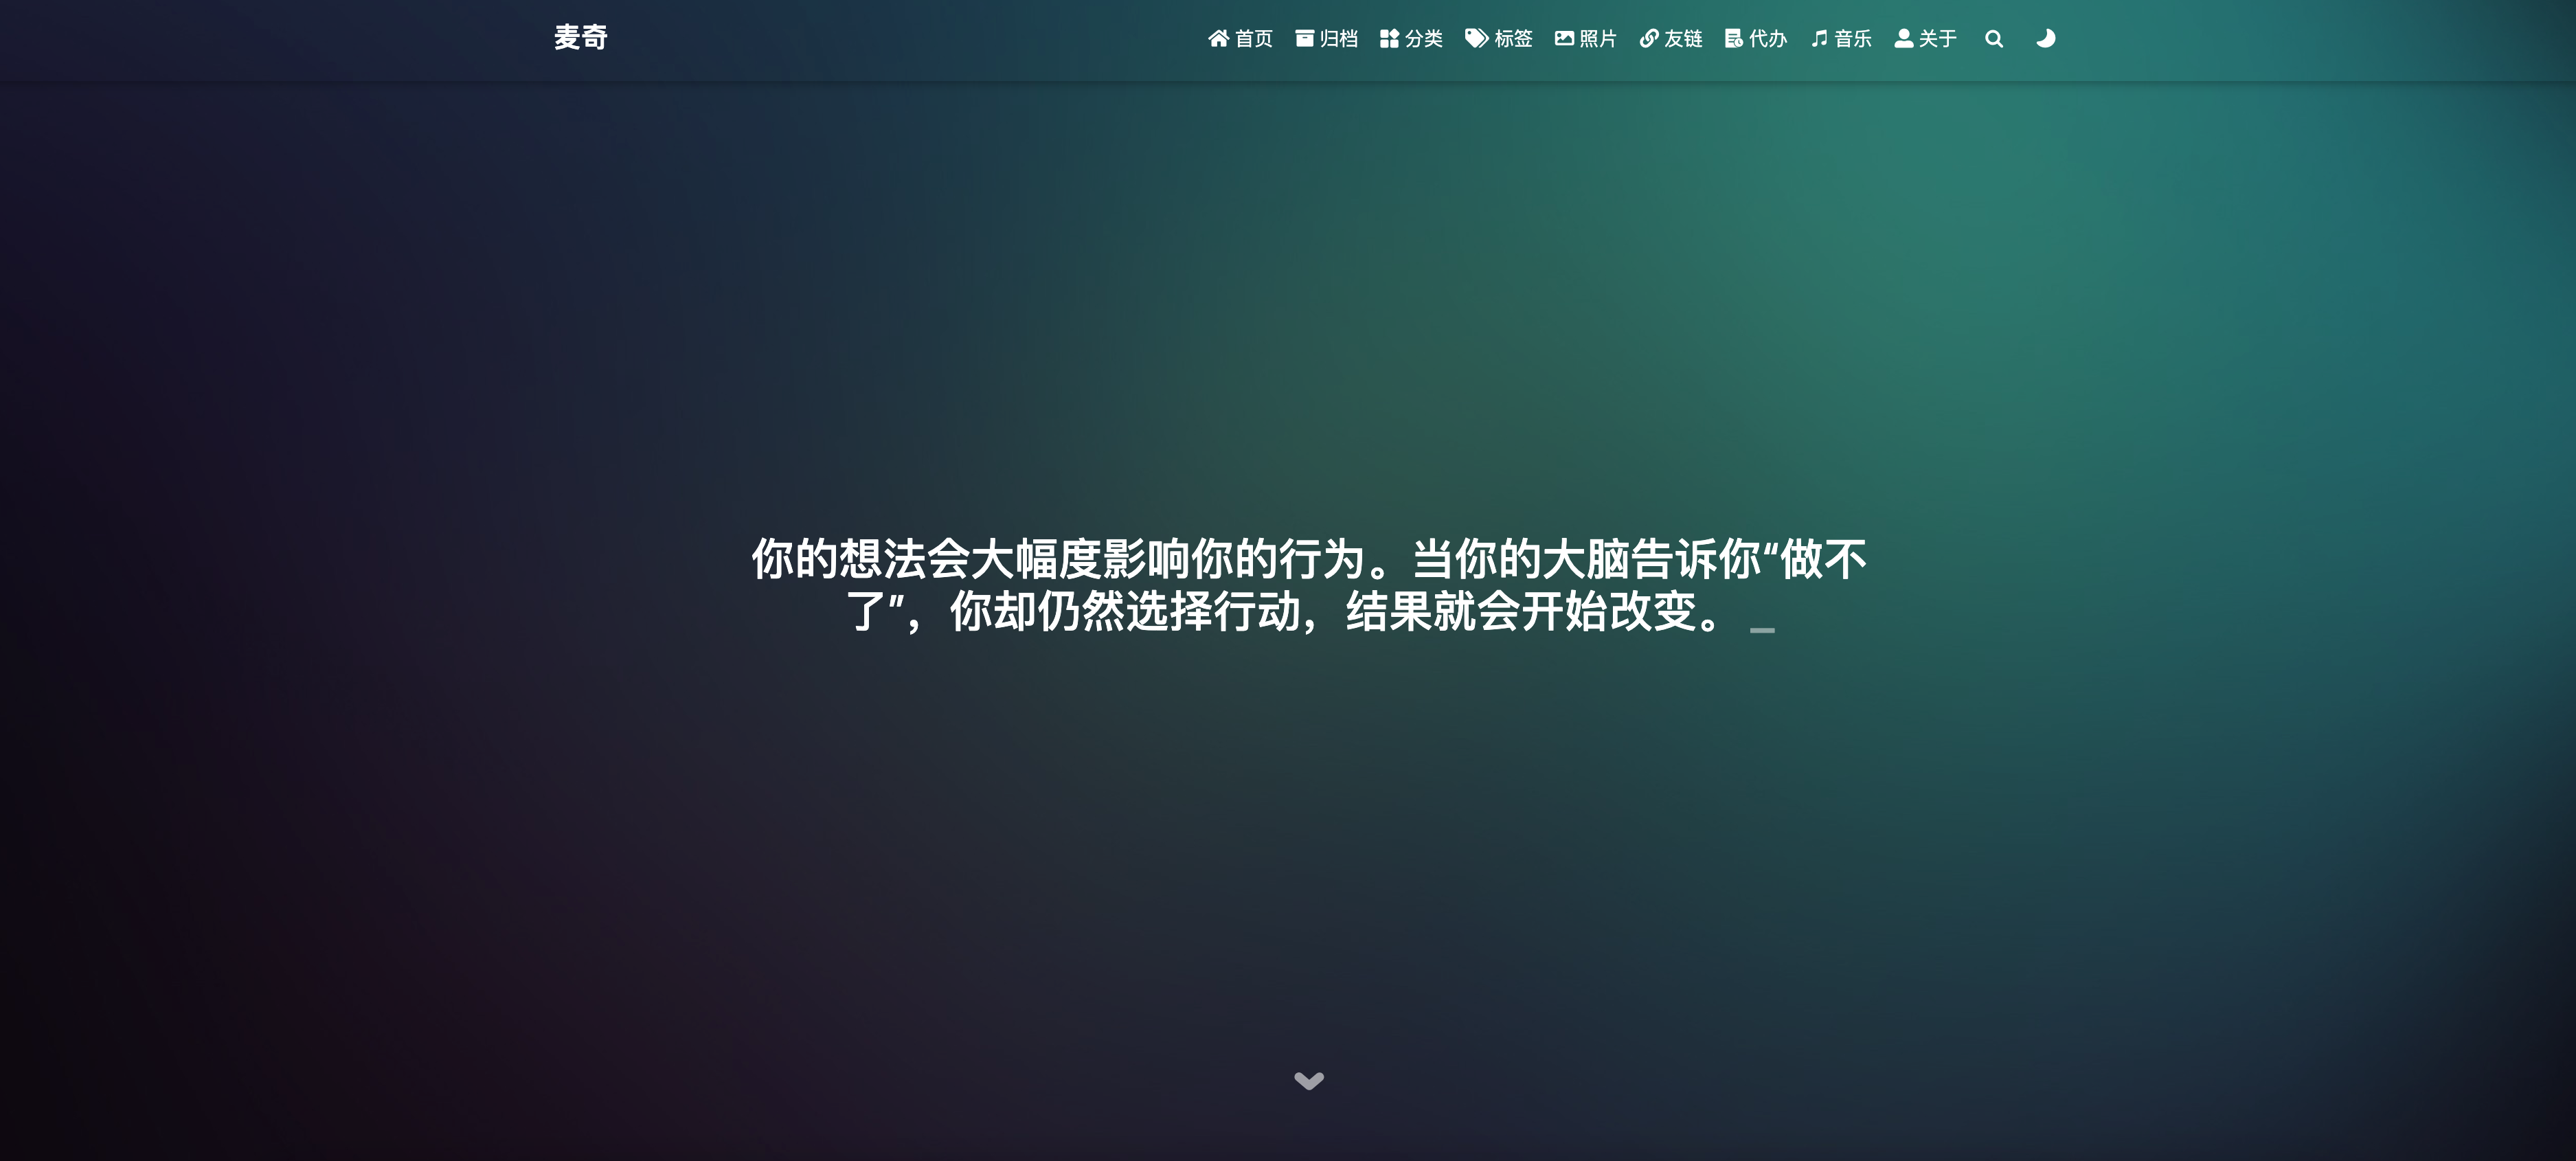 麦奇
首页 归档 分类 标签 照片 友链 代办 音乐 关于
你的想法会大幅度影响你的行为。当你的大脑告诉你“做不
了”，你却仍然选择行动，结果就会开始改变。_